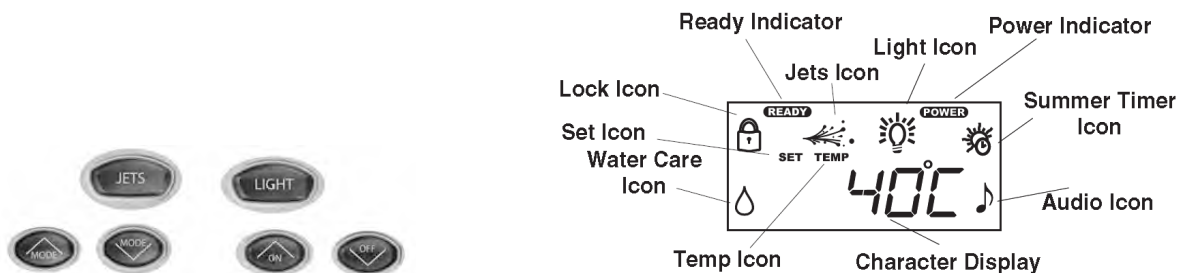 JETS
LIGHT
MODE
MODE
ON
OFF
Ready Indicator
Power Indicator
Light Icon
Jets Icon
Lock Icon
Summer Timer
Icon
Set Icon
Water Care
Icon
Audio Icon
Temp Icon
Character Display
READY
POWER
SET TEMP
40°C